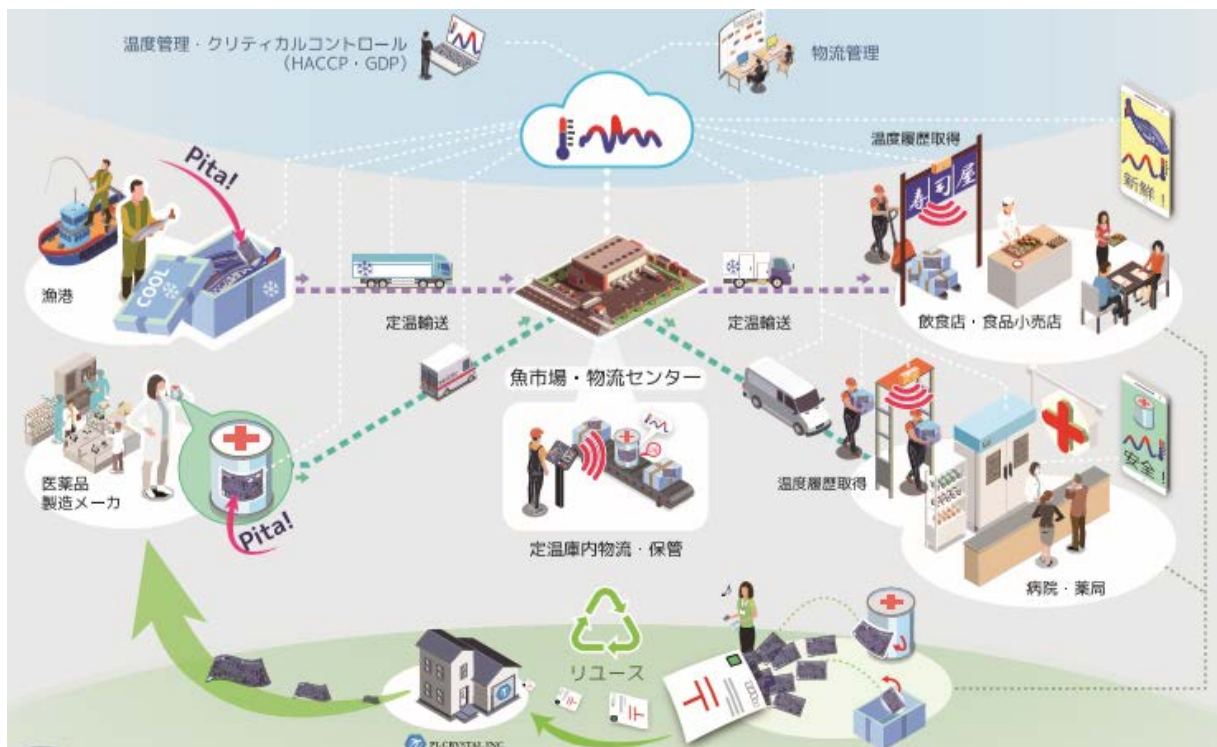 温度管理・クリティカルコントロール
(HACCP・GDP)
logistics
物流管理
温度履歴取得
新鮮!
Pita!
寿司屋
COOL
漁港
定温輸送
定温輸送
飲食店・食品小売店
魚市場・物流センター
医薬品
製造メーカ
Pita!
温度履歴取得
安全!
定温庫内物流・保管
病院・薬局
リユース
〒
〒
〒
PI-CRYSTAL INC.